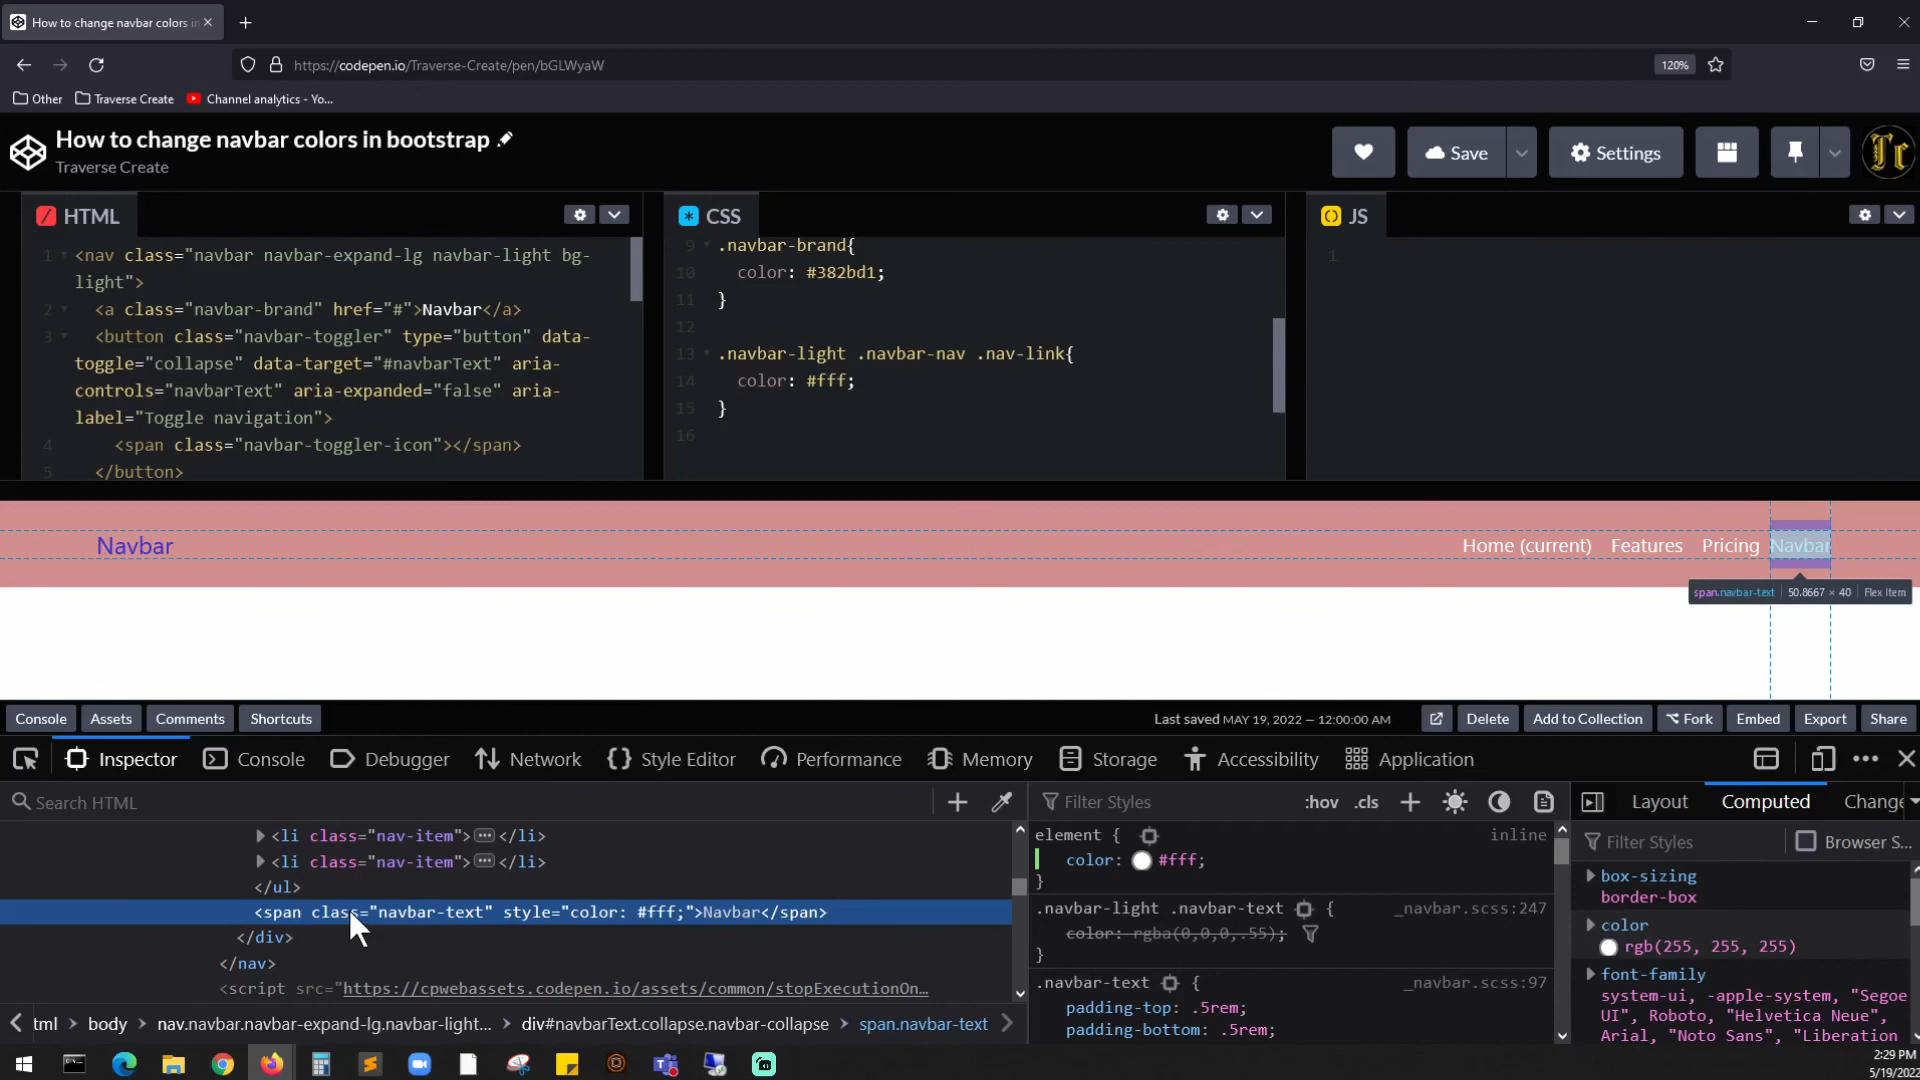 How to change navbar colors in
https://codepen.io/Traverse-Create/pen/bGLWyaW
120%
Other
Traverse Create
Channel analytics - Yo...
How to change navbar colors in bootstrap
Traverse Create
Save
Settings
HTML
CSS
JS
1 <nav class="navbar navbar-expand-lg navbar-light bg-
light">
2 <a class="navbar-brand" href="#">Navbar</a>
3 <button class="navbar-toggler" type="button" data-
toggle="collapse" data-target="#navbarText" aria-
controls="navbarText" aria-expanded="false" aria-
label="Toggle navigation">
4 <span class="navbar-toggler-icon"></span>
5 </button>
9 .navbar-brand{
10 color: #382bd1;
11 }
12
13 .navbar-light .navbar-nav .nav-link{
14 color: #fff;
15 }
16
1
Navbar
Home (current) Features Pricing Navbar
span.navbar-text 50.8667 × 40 Flex Item
Console
Assets
Comments
Shortcuts
Last saved MAY 19, 2022 — 12:00:00 AM
Delete
Add to Collection
Fork
Embed
Export
Share
Inspector
Console
Debugger
Network
Style Editor
Performance
Memory
Storage
Accessibility
Application
Search HTML
<li class="nav-item"> ... </li>
<li class="nav-item"> ... </li>
</ul>
<span class="navbar-text" style="color: #fff;">Navbar</span>
</div>
</nav>
<script src="https://cpwebassets.codepen.io/assets/common/stopExecutionOn…
tml > body > nav.navbar.navbar-expand-lg.navbar-light... > div#navbarText.collapse.navbar-collapse > span.navbar-text
Filter Styles
:hov .cls
element { inline
color: #fff;
}
.navbar-light .navbar-text { _navbar.scss:247
color: rgba(0,0,0,.55);
}
.navbar-text { _navbar.scss:97
padding-top: .5rem;
padding-bottom: .5rem;
Layout
Computed
Change
Filter Styles
Browser S...
box-sizing
border-box
color
rgb(255, 255, 255)
font-family
system-ui, -apple-system, "Segoe
UI", Roboto, "Helvetica Neue",
Arial, "Noto Sans", "Liberation
2:29 PM
5/19/2022